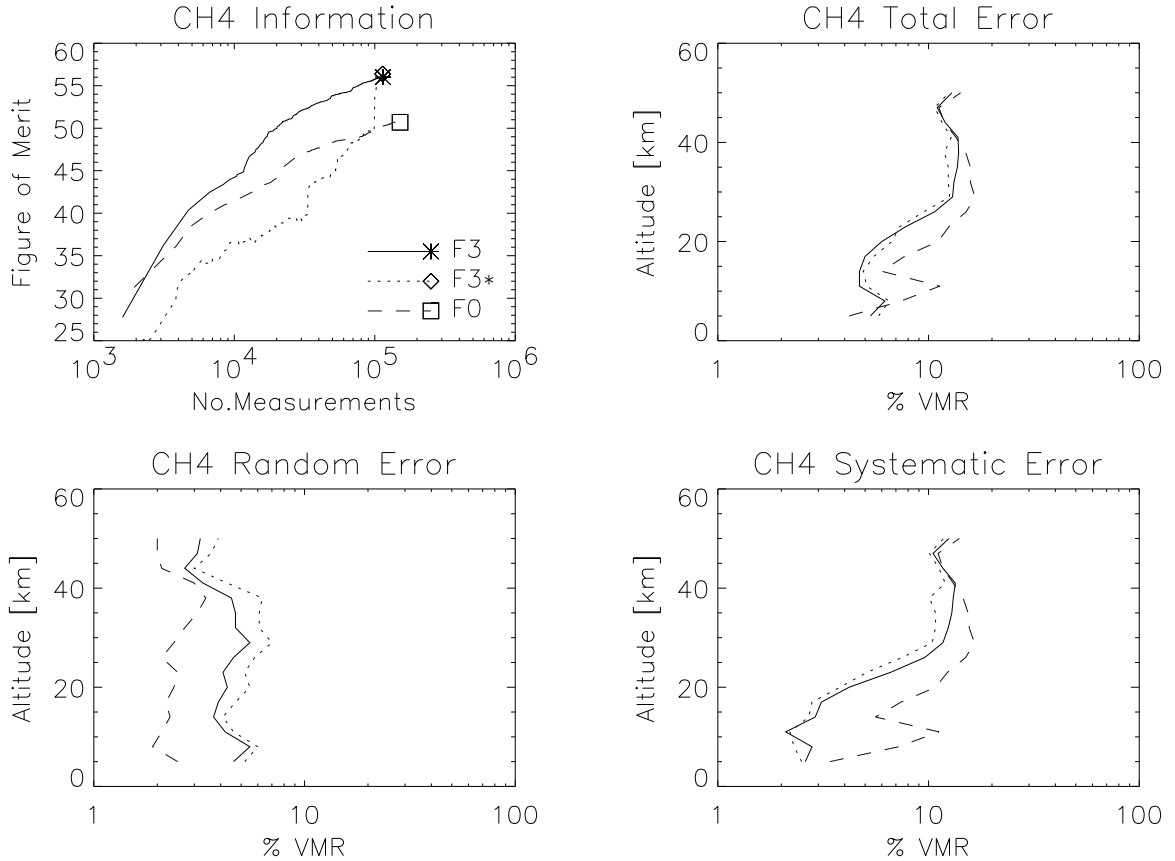 CH4 Information
60
55
50
45
40
35
30
25
Figure of Merit
F3
F3*
F0
10^3 10^4 10^5 10^6
No.Measurements
CH4 Total Error
60
40
20
0
Altitude [km]
1 10 100
% VMR
CH4 Random Error
60
40
20
0
Altitude [km]
1 10 100
% VMR
CH4 Systematic Error
60
40
20
0
Altitude [km]
1 10 100
% VMR